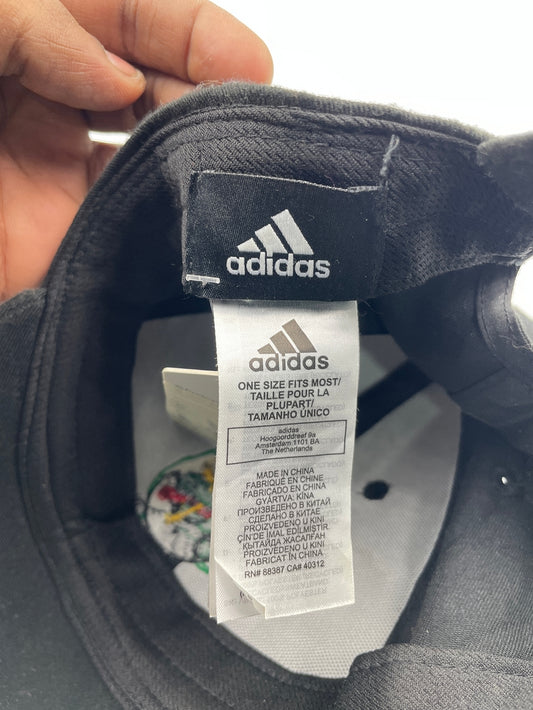 adidas
adidas
ONE SIZE FITS MOST/
TAILLE POUR LA
PLUPART/
TAMANHO ÚNICO
adidas
Hoogoorddreef 9a
Amsterdam 1101 BA
The Netherlands
MADE IN CHINA
FABRIQUÉ EN CHINE
FABRICADO EN CHINA
GYÁRTVA: KÍNA
ПРОИЗВЕДЕНО В КИТАЙ
СДЕЛАНО В КИТАЕ
PROIZVEDENO U KINI
ÇİN'DE İMAL EDİLMİŞTİR
ҚЫТАЙДА ЖАСАЛҒАН
PROIZVEDENO U KINI
FABRICAT ÎN CHINA
RN# 88387 CA# 40312